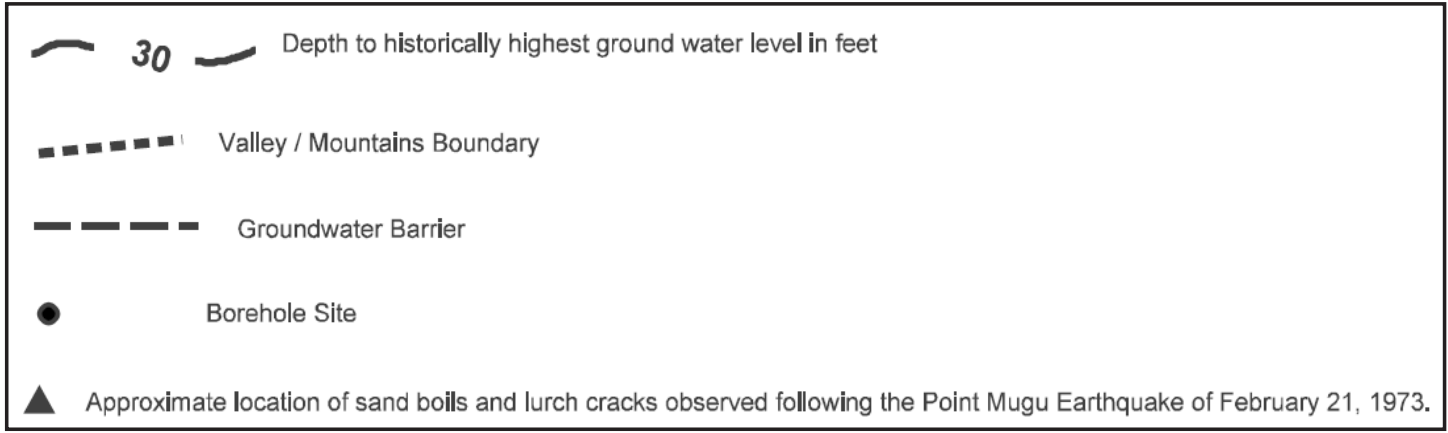 30 Depth to historically highest ground water level in feet
Valley / Mountains Boundary
Groundwater Barrier
Borehole Site
Approximate location of sand boils and lurch cracks observed following the Point Mugu Earthquake of February 21, 1973.